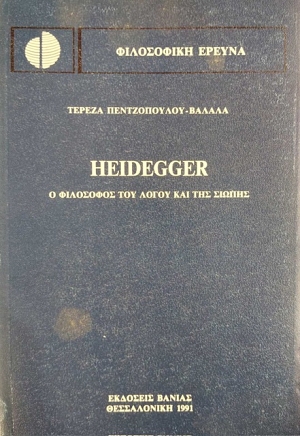 ΦΙΛΟΣΟΦΙΚΗ ΕΡΕΥΝΑ
ΤΕΡΕΖΑ ΠΕΝΤΖΟΠΟΥΛΟΥ-ΒΑΛΑΛΑ
HEIDEGGER
Ο ΦΙΛΟΣΟΦΟΣ ΤΟΥ ΛΟΓΟΥ ΚΑΙ ΤΗΣ ΣΙΩΠΗΣ
ΕΚΔΟΣΕΙΣ ΒΑΝΙΑΣ
ΘΕΣΣΑΛΟΝΙΚΗ 1991